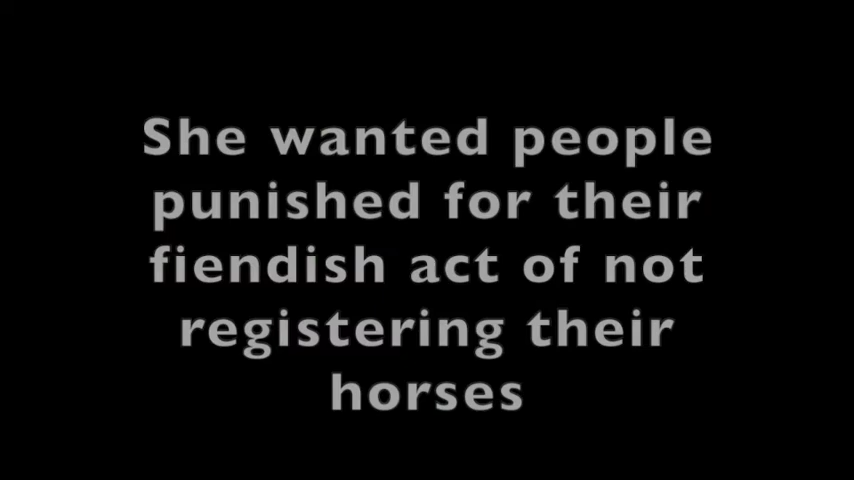 She wanted people
punished for their
fiendish act of not
registering their
horses